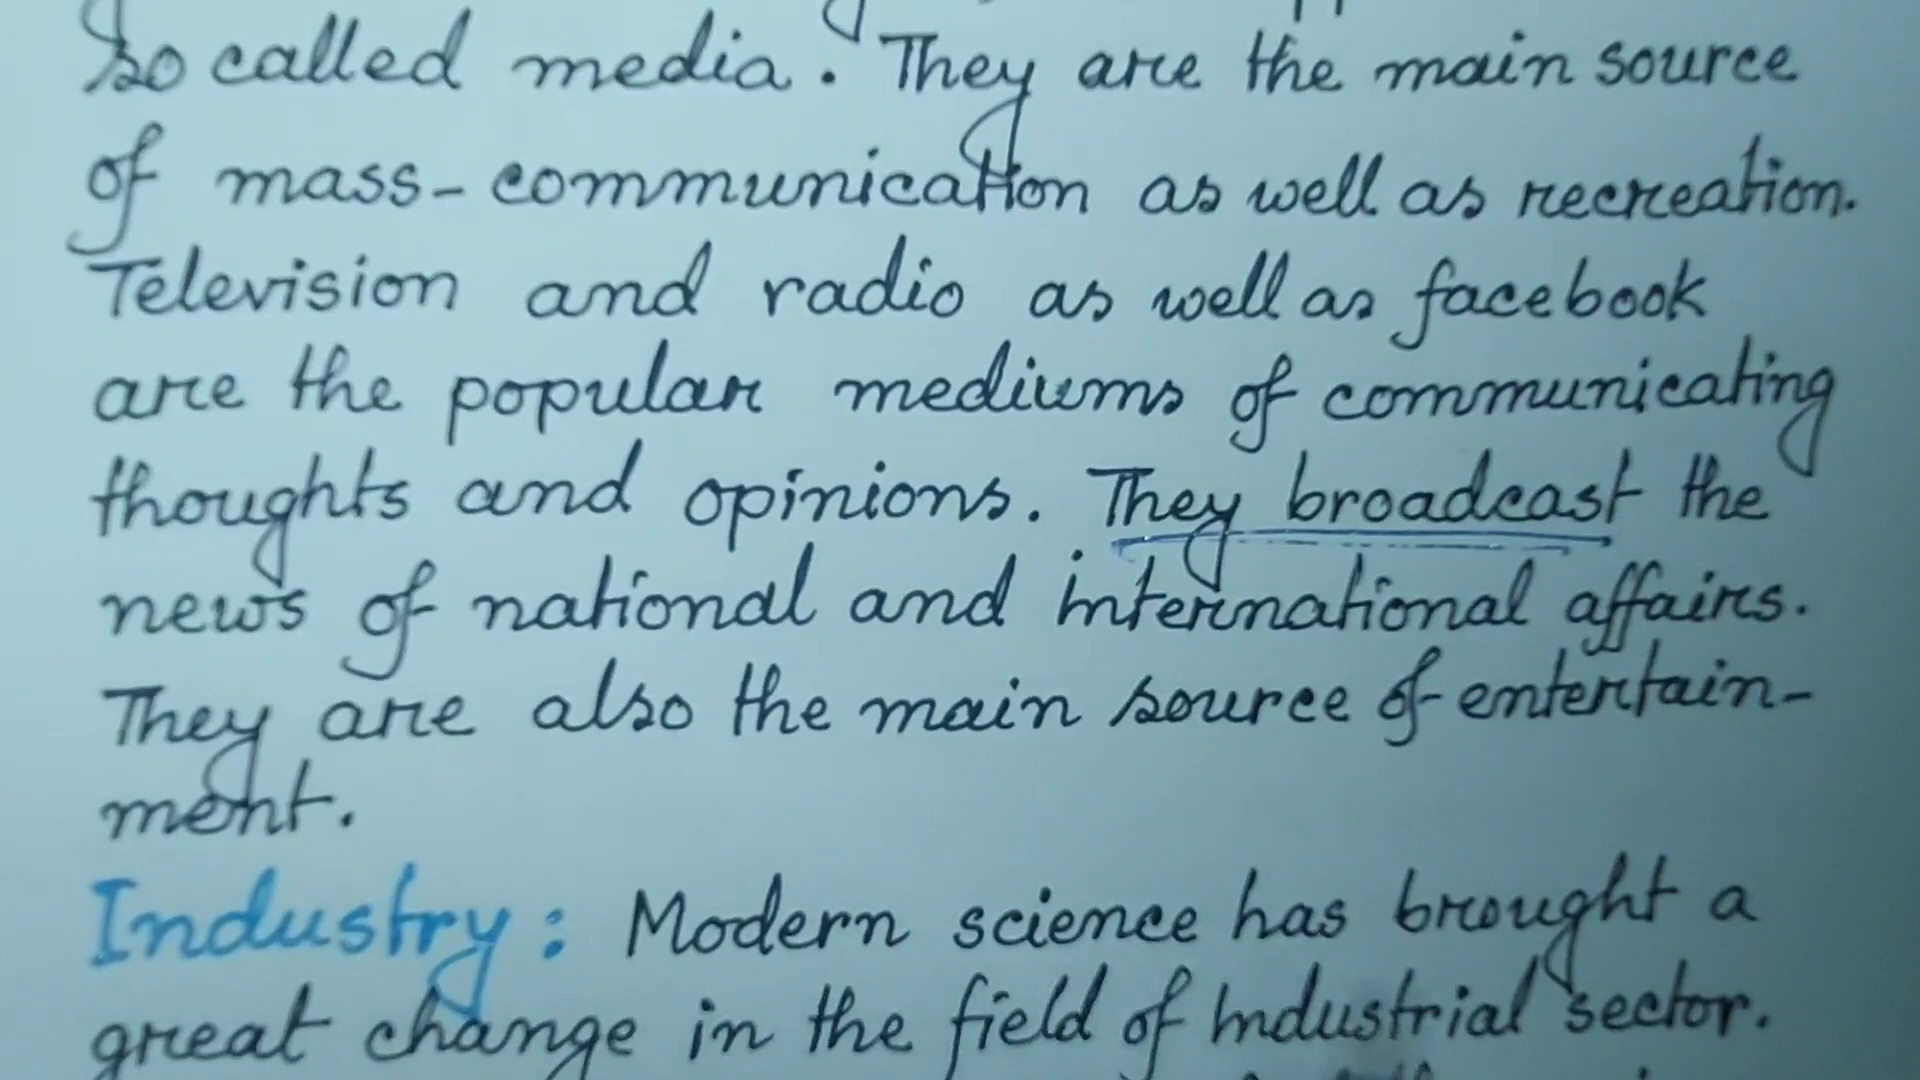 so called media. They are the main source
of mass-communication as well as recreation.
Television and radio as well as facebook
are the popular mediums of communicating
thoughts and opinions. They broadcast the
news of national and international affairs.
They are also the main source of entertain-
ment.
Industry: Modern science has brought a
great change in the field of industrial sector.